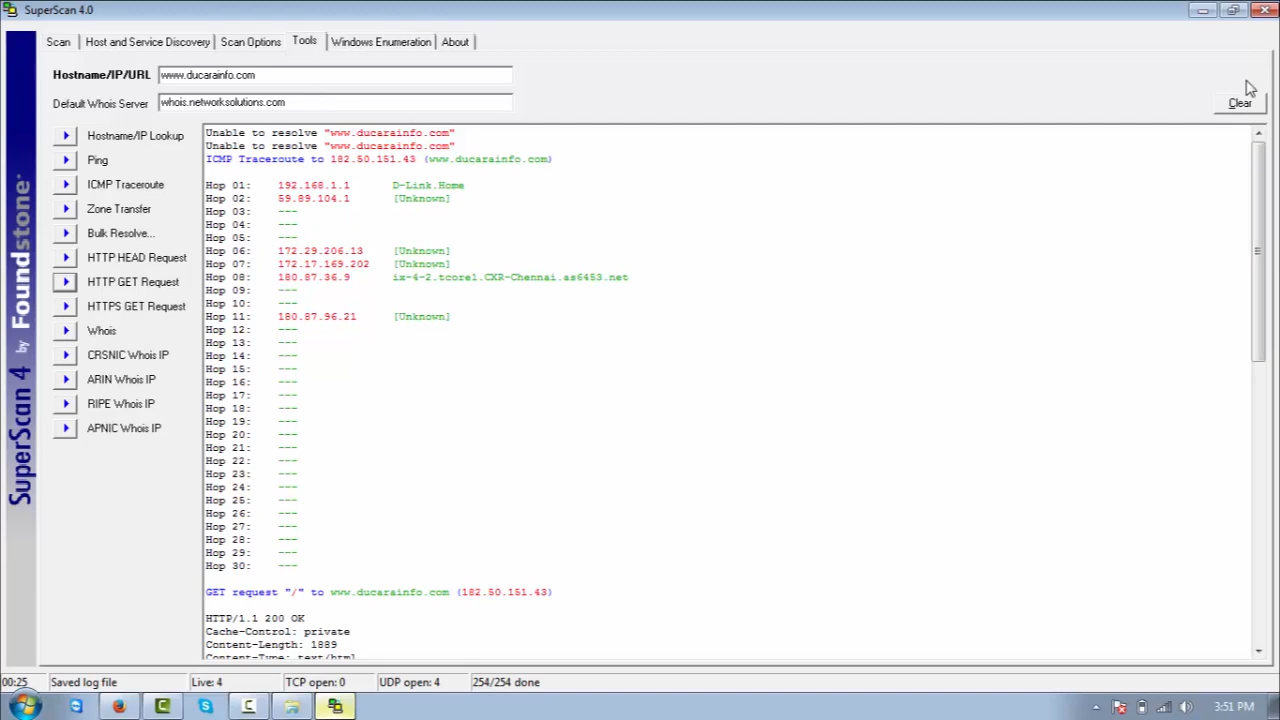 SuperScan 4.0
Scan
Host and Service Discovery
Scan Options
Tools
Windows Enumeration
About
Hostname/IP/URL
www.ducarainfo.com
Default Whois Server
whois.networksolutions.com
Clear
Hostname/IP Lookup
Ping
ICMP Traceroute
Zone Transfer
Bulk Resolve...
HTTP HEAD Request
HTTP GET Request
HTTPS GET Request
Whois
CRSNIC Whois IP
ARIN Whois IP
RIPE Whois IP
APNIC Whois IP
SuperScan 4 by Foundstone
Unable to resolve "www.ducarainfo.com"
Unable to resolve "www.ducarainfo.com"
ICMP Traceroute to 182.50.151.43 (www.ducarainfo.com)
Hop 01: 192.168.1.1 D-Link.Home
Hop 02: 59.89.104.1 [Unknown]
Hop 03: ---
Hop 04: ---
Hop 05: ---
Hop 06: 172.29.206.13 [Unknown]
Hop 07: 172.17.169.202 [Unknown]
Hop 08: 180.87.36.9 ix-4-2.tcore1.CXR-Chennai.as6453.net
Hop 09: ---
Hop 10: ---
Hop 11: 180.87.96.21 [Unknown]
Hop 12: ---
Hop 13: ---
Hop 14: ---
Hop 15: ---
Hop 16: ---
Hop 17: ---
Hop 18: ---
Hop 19: ---
Hop 20: ---
Hop 21: ---
Hop 22: ---
Hop 23: ---
Hop 24: ---
Hop 25: ---
Hop 26: ---
Hop 27: ---
Hop 28: ---
Hop 29: ---
Hop 30: ---
GET request "/" to www.ducarainfo.com (182.50.151.43)
HTTP/1.1 200 OK
Cache-Control: private
Content-Length: 1889
Content-Type: text/html
00:25
Saved log file
Live: 4
TCP open: 0
UDP open: 4
254/254 done
3:51 PM